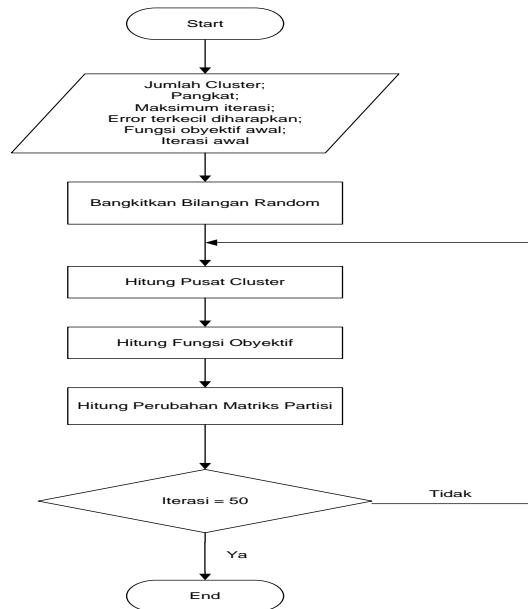 Start
Jumlah Cluster;
Pangkat;
Maksimum iterasi;
Error terkecil diharapkan;
Fungsi obyektif awal;
Iterasi awal
Bangkitkan Bilangan Random
Hitung Pusat Cluster
Hitung Fungsi Obyektif
Hitung Perubahan Matriks Partisi
Iterasi = 50
Tidak
Ya
End